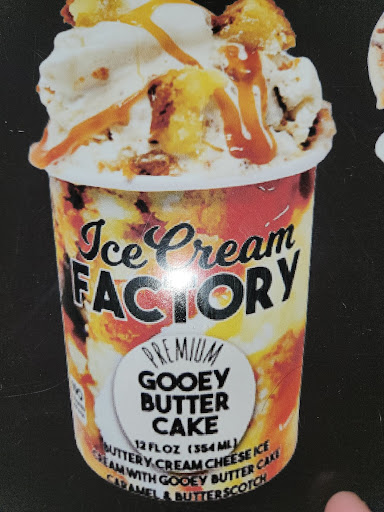 Ice Cream
FACTORY
PREMIUM
GOOEY
BUTTER
CAKE
12 FL OZ (354 ML)
BUTTERY CREAM CHEESE ICE
CREAM WITH GOOEY BUTTER CAKE
CARAMEL & BUTTERSCOTCH